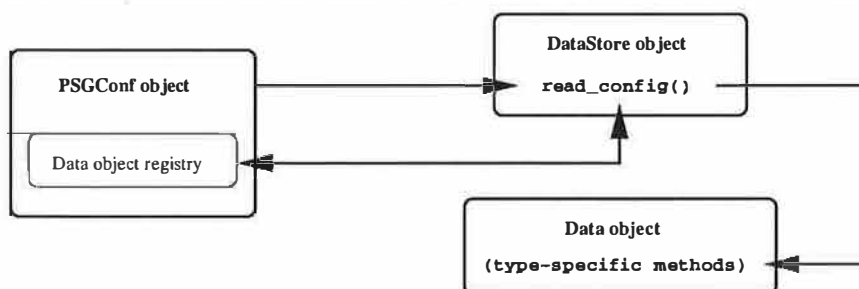 DataStore object
PSGConf object
read_config()
Data object registry
Data object
(type-specific methods)